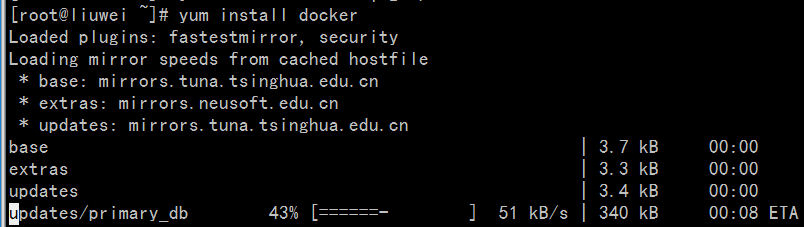 [root@liuwei ~]# yum install docker
Loaded plugins: fastestmirror, security
Loading mirror speeds from cached hostfile
 * base: mirrors.tuna.tsinghua.edu.cn
 * extras: mirrors.neusoft.edu.cn
 * updates: mirrors.tuna.tsinghua.edu.cn
base | 3.7 kB 00:00
extras | 3.3 kB 00:00
updates | 3.4 kB 00:00
updates/primary_db 43% [======- ] 51 kB/s | 340 kB 00:08 ETA